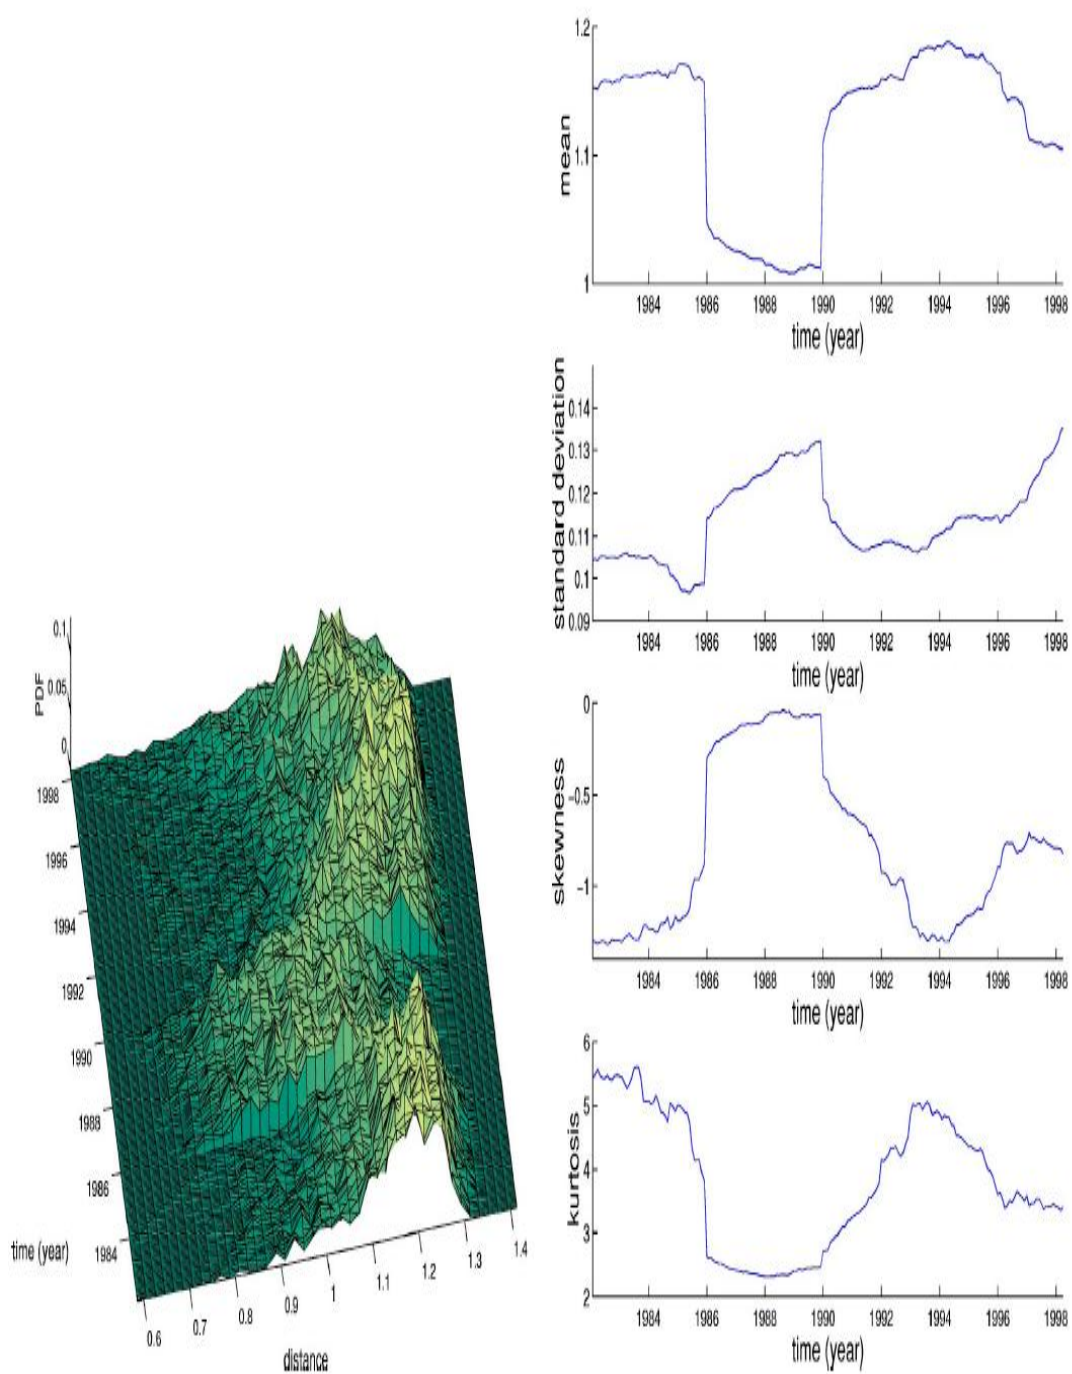 1.2
1.1
1
mean
1984 1986 1988 1990 1992 1994 1996 1998
time (year)
0.14
0.13
0.12
0.11
0.1
0.09
standard deviation
1984 1986 1988 1990 1992 1994 1996 1998
time (year)
0
−0.5
−1
skewness
1984 1986 1988 1990 1992 1994 1996 1998
time (year)
6
5
4
3
2
kurtosis
1984 1986 1988 1990 1992 1994 1996 1998
time (year)
0.1
0.05
0
PDF
1998
1996
1994
1992
1990
1988
1986
1984
time (year)
0.6 0.7 0.8 0.9 1 1.1 1.2 1.3 1.4
distance